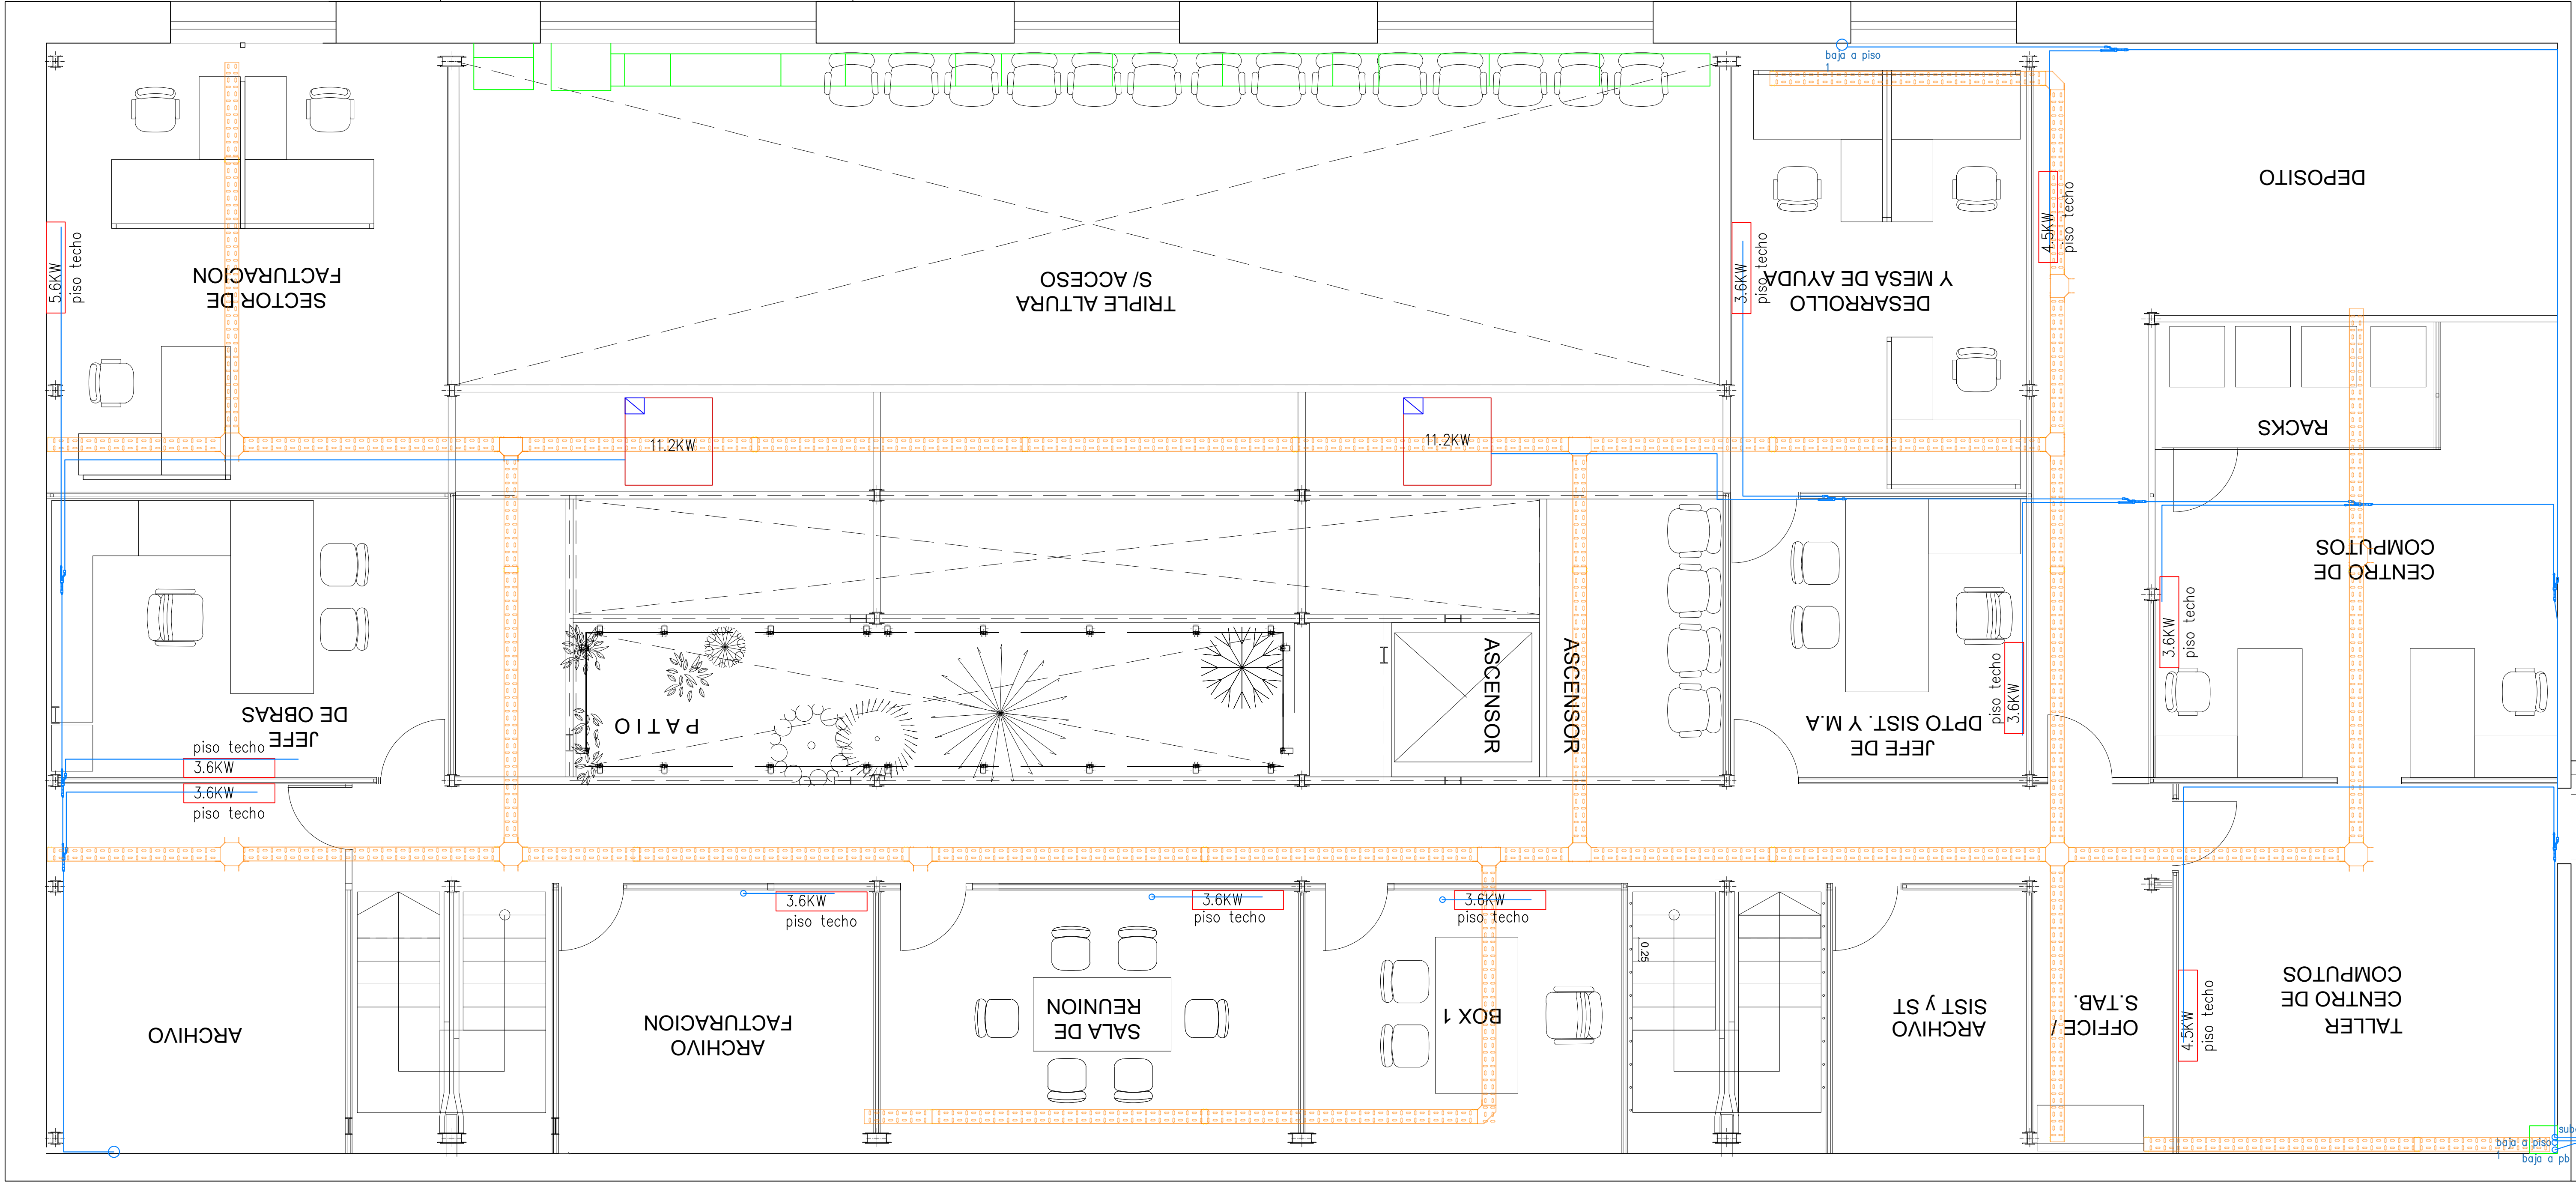 baja a piso
1
DEPOSITO
5.6KW
piso techo
SECTOR DE
FACTURACION
TRIPLE ALTURA
S/ ACCESO
3.6KW
piso techo
DESARROLLO
Y MESA DE AYUDA
4.5KW
piso techo
11.2KW
11.2KW
RACKS
CENTRO DE
COMPUTOS
3.6KW
piso techo
JEFE
DE OBRAS
PATIO
ASCENSOR
ASCENSOR
JEFE DE
DPTO SIST. Y M.A.
piso techo
3.6KW
piso techo
3.6KW
3.6KW
piso techo
3.6KW
piso techo
3.6KW
piso techo
3.6KW
piso techo
0.25
ARCHIVO
ARCHIVO
FACTURACION
SALA DE
REUNION
BOX 1
ARCHIVO
SIST y ST
OFFICE /
S.TAB.
4.5KW
piso techo
TALLER
CENTRO DE
COMPUTOS
sub
baja a piso
1
baja a pb